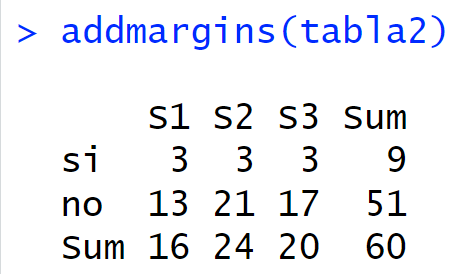 > addmargins(tabla2)
S1 S2 S3 Sum
si 3 3 3 9
no 13 21 17 51
Sum 16 24 20 60